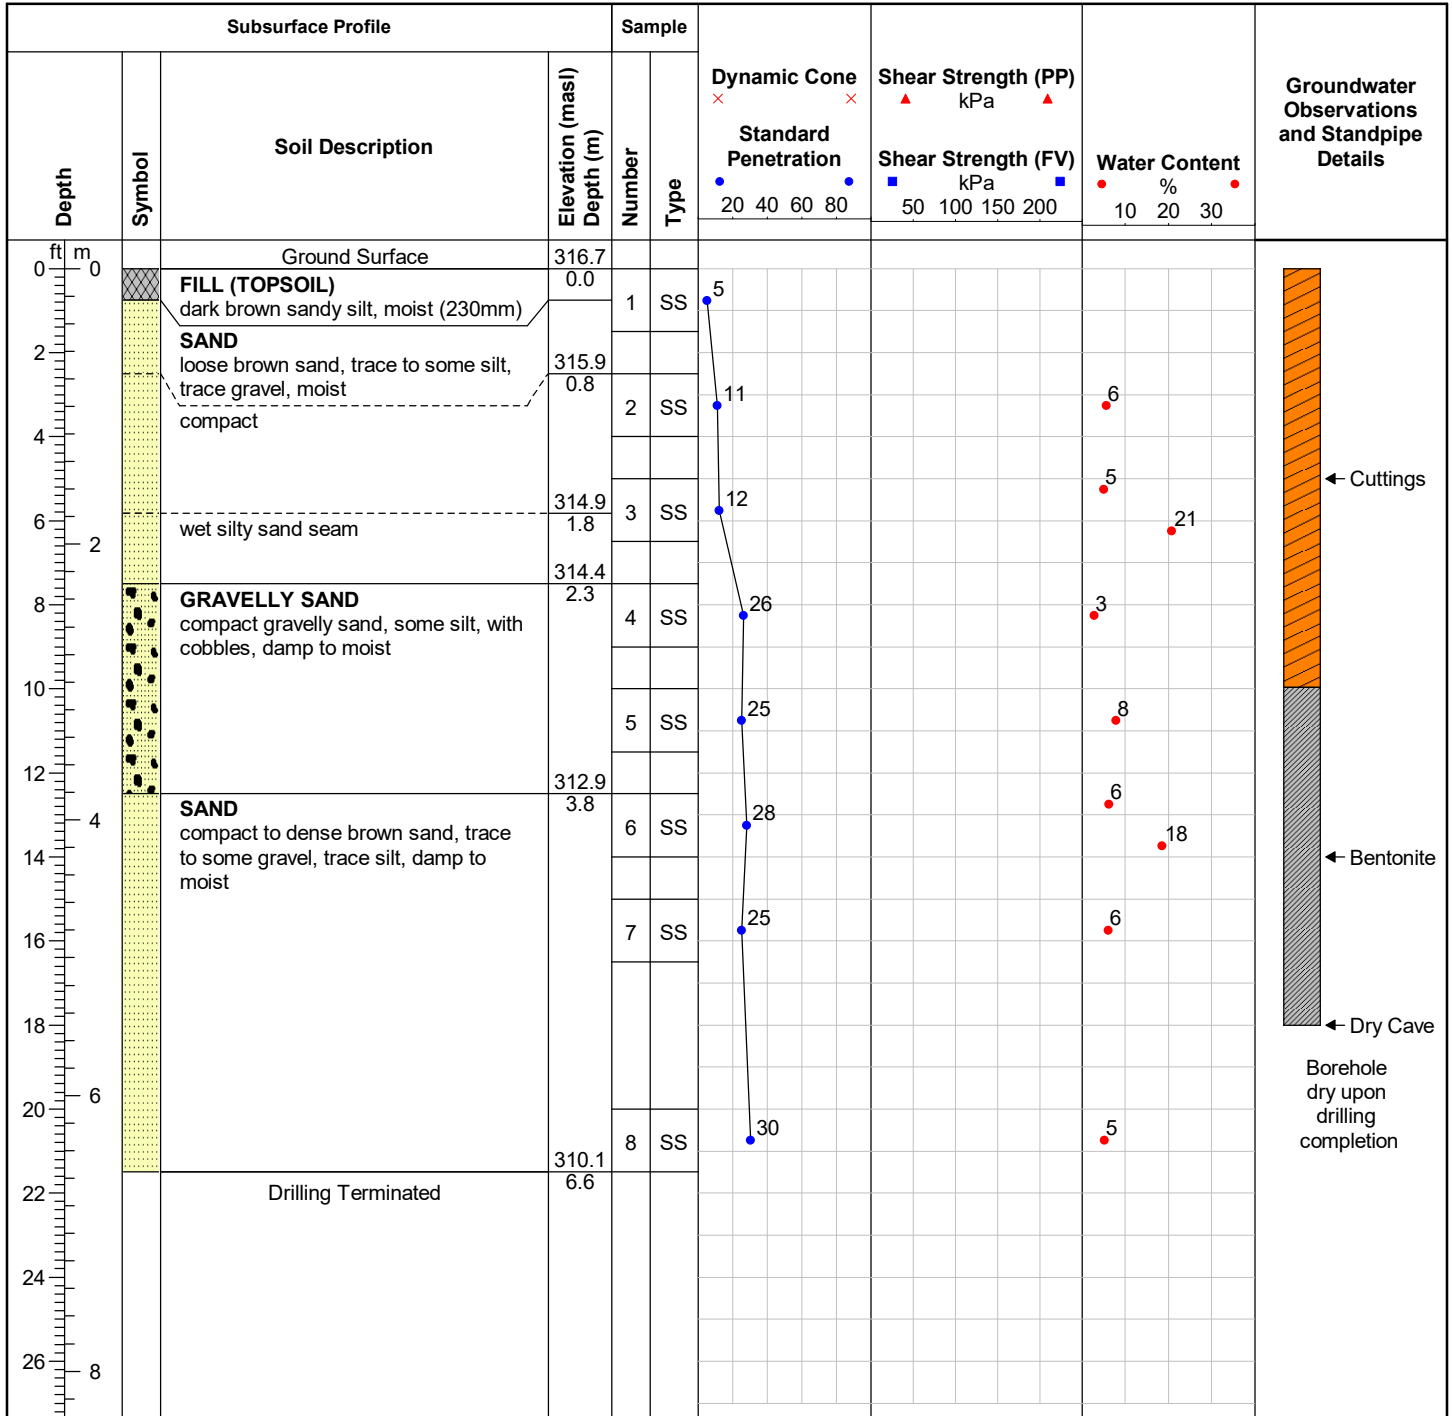 Subsurface Profile
Sample
Depth
Symbol
Soil Description
Elevation (masl)
Depth (m)
Number
Type
Dynamic Cone
Standard
Penetration
20 40 60 80
Shear Strength (PP)
kPa
Shear Strength (FV)
kPa
50 100 150 200
Water Content
%
10 20 30
Groundwater
Observations
and Standpipe
Details
ft m
Ground Surface
316.7
0 0
0.0
FILL (TOPSOIL)
dark brown sandy silt, moist (230mm)
1 SS 5
SAND
loose brown sand, trace to some silt,
trace gravel, moist
2
315.9
0.8
compact
2 SS 11 6
4
5
Cuttings
314.9
1.8
3 SS 12
21
6
2
wet silty sand seam
314.4
2.3
GRAVELLY SAND
compact gravelly sand, some silt, with
cobbles, damp to moist
8
4 SS 26 3
10
5 SS 25 8
12
312.9
3.8
6
SAND
compact to dense brown sand, trace
to some gravel, trace silt, damp to
moist
4
6 SS 28
18
14
Bentonite
7 SS 25 6
16
18
Dry Cave
Borehole
dry upon
drilling
completion
6
20
8 SS 30 5
310.1
6.6
Drilling Terminated
22
24
26
8